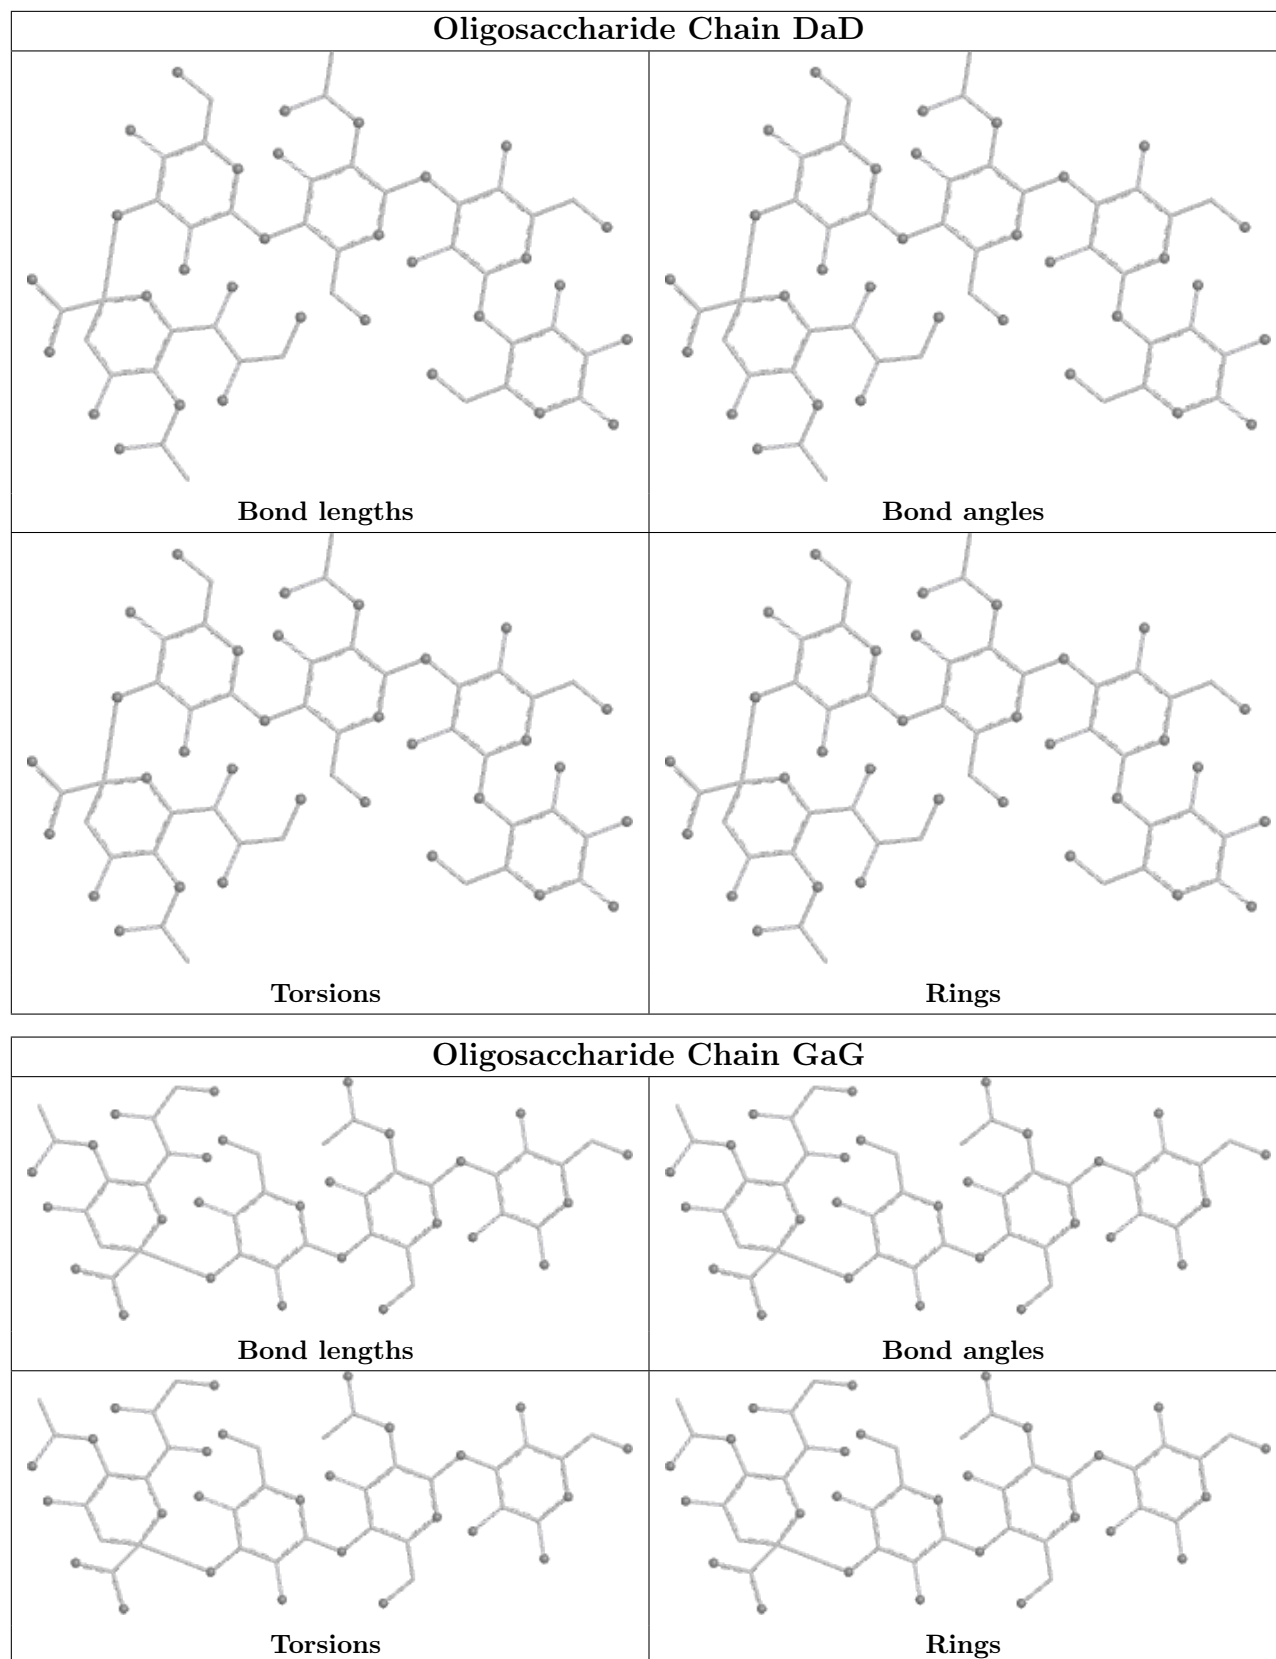 Oligosaccharide Chain DaD
Bond lengths
Bond angles
Torsions
Rings
Oligosaccharide Chain GaG
Bond lengths
Bond angles
Torsions
Rings